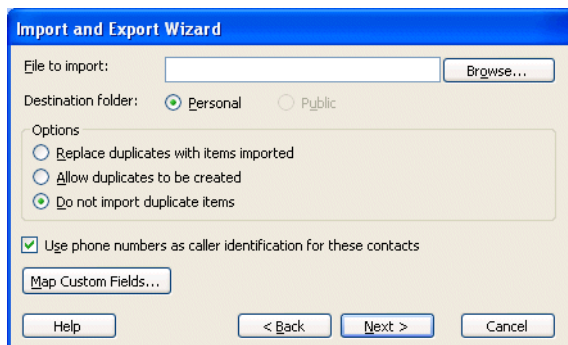 Import and Export Wizard
File to import:
Browse...
Destination folder: Personal Public
Options
Replace duplicates with items imported
Allow duplicates to be created
Do not import duplicate items
Use phone numbers as caller identification for these contacts
Map Custom Fields...
Help < Back Next > Cancel